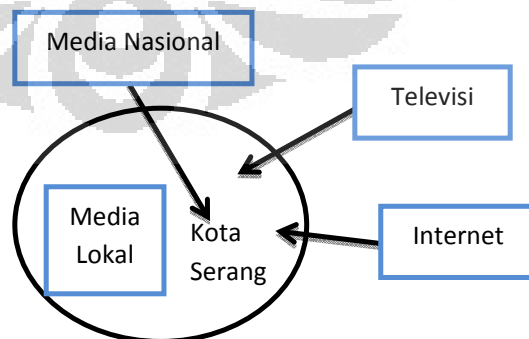 Media Nasional
Televisi
Media
Lokal
Kota
Serang
Internet